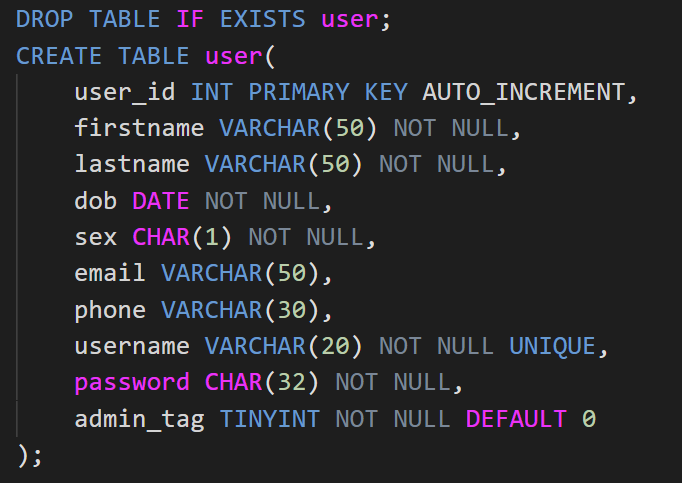 DROP TABLE IF EXISTS user;
CREATE TABLE user(
    user_id INT PRIMARY KEY AUTO_INCREMENT,
    firstname VARCHAR(50) NOT NULL,
    lastname VARCHAR(50) NOT NULL,
    dob DATE NOT NULL,
    sex CHAR(1) NOT NULL,
    email VARCHAR(50),
    phone VARCHAR(30),
    username VARCHAR(20) NOT NULL UNIQUE,
    password CHAR(32) NOT NULL,
    admin_tag TINYINT NOT NULL DEFAULT 0
);